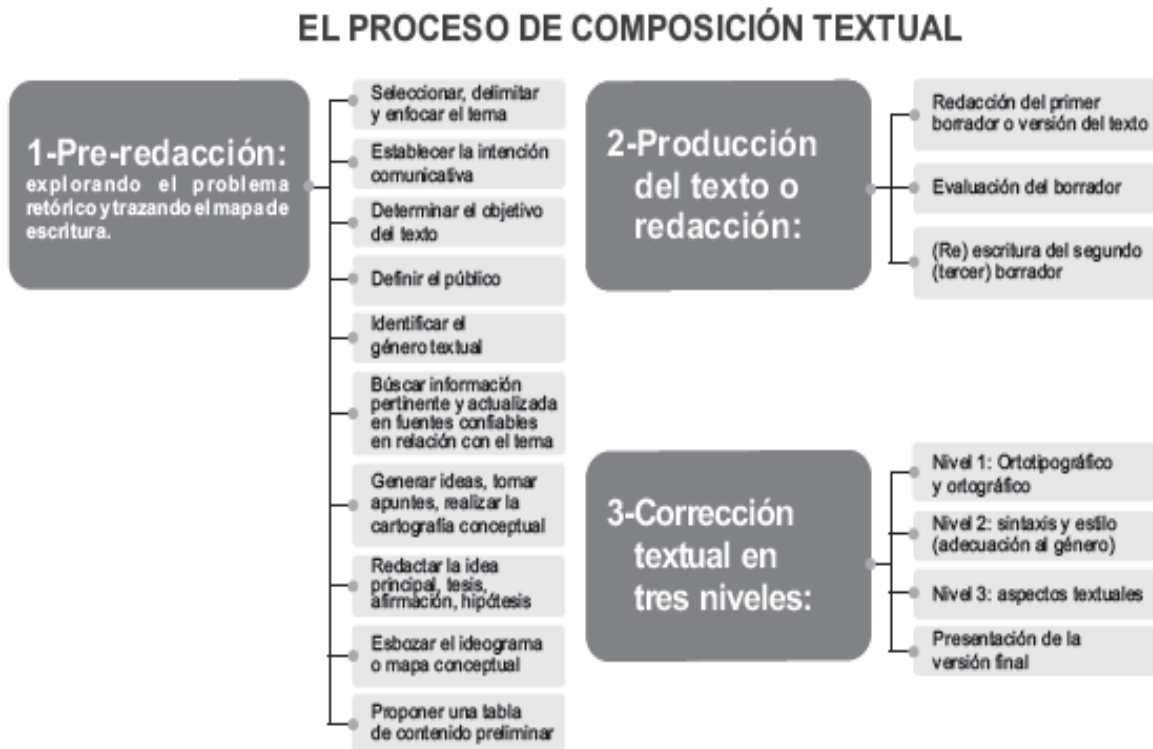 EL PROCESO DE COMPOSICIÓN TEXTUAL
1-Pre-redacción:
explorando el problema
retórico y trazando el mapa de
escritura.
Seleccionar, delimitar
y enfocar el tema
Establecer la intención
comunicativa
Determinar el objetivo
del texto
Definir el público
Identificar el
género textual
Búscar información
pertinente y actualizada
en fuentes confiables
en relación con el tema
Generar ideas, tomar
apuntes, realizar la
cartografía conceptual
Redactar la idea
principal, tesis,
afirmación, hipótesis
Esbozar el ideograma
o mapa conceptual
Proponer una tabla
de contenido preliminar
2-Producción
del texto o
redacción:
Redacción del primer
borrador o versión del texto
Evaluación del borrador
(Re) escritura del segundo
(tercer) borrador
3-Corrección
textual en
tres niveles:
Nivel 1: Ortotipográfico
y ortográfico
Nivel 2: sintaxis y estilo
(adecuación al género)
Nivel 3: aspectos textuales
Presentación de la
versión final